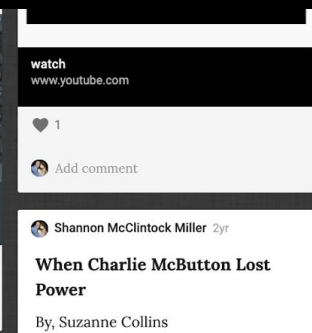 watch
www.youtube.com
1
Add comment
Shannon McClintock Miller 2yr
When Charlie McButton Lost
Power
By, Suzanne Collins